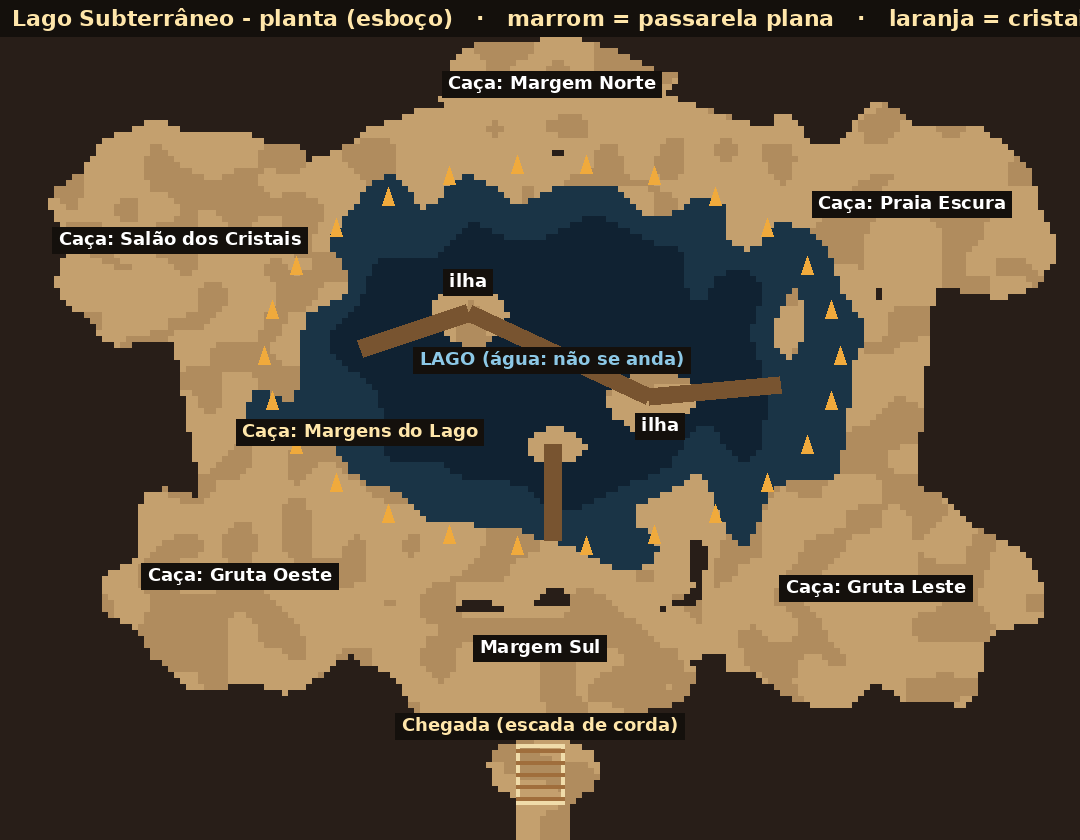 Lago Subterrâneo - planta (esboço)   ·   marrom = passarela plana   ·   laranja = crista
Caça: Margem Norte
Caça: Praia Escura
Caça: Salão dos Cristais
ilha
LAGO (água: não se anda)
ilha
Caça: Margens do Lago
Caça: Gruta Oeste
Caça: Gruta Leste
Margem Sul
Chegada (escada de corda)